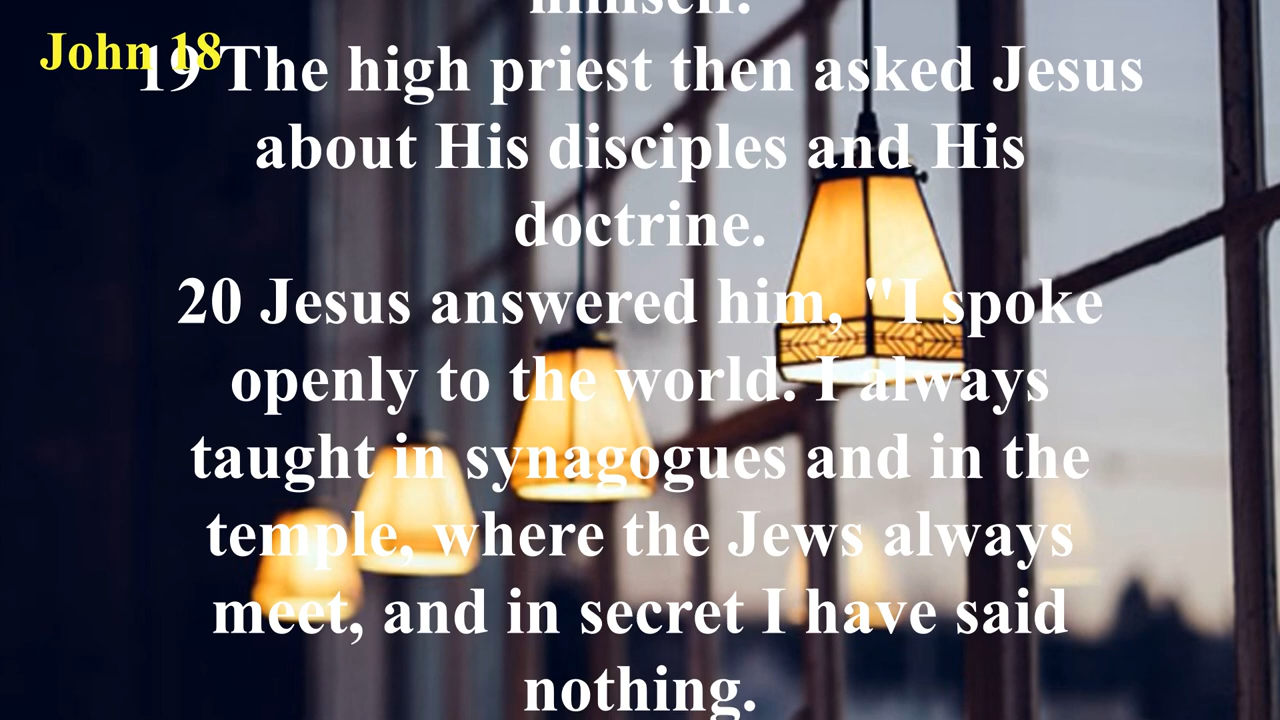 himself.
John 18
19 The high priest then asked Jesus
about His disciples and His
doctrine.
20 Jesus answered him, "I spoke
openly to the world. I always
taught in synagogues and in the
temple, where the Jews always
meet, and in secret I have said
nothing.